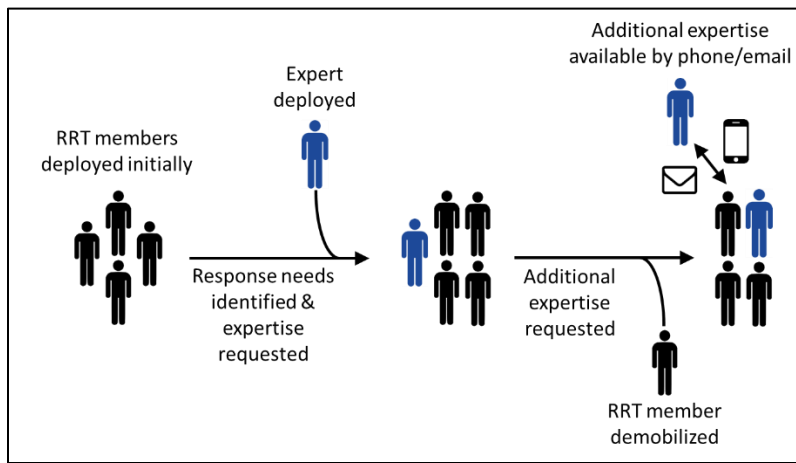 RRT members
deployed initially
Expert
deployed
Response needs
identified &
expertise
requested
Additional expertise
available by phone/email
Additional
expertise
requested
RRT member
demobilized